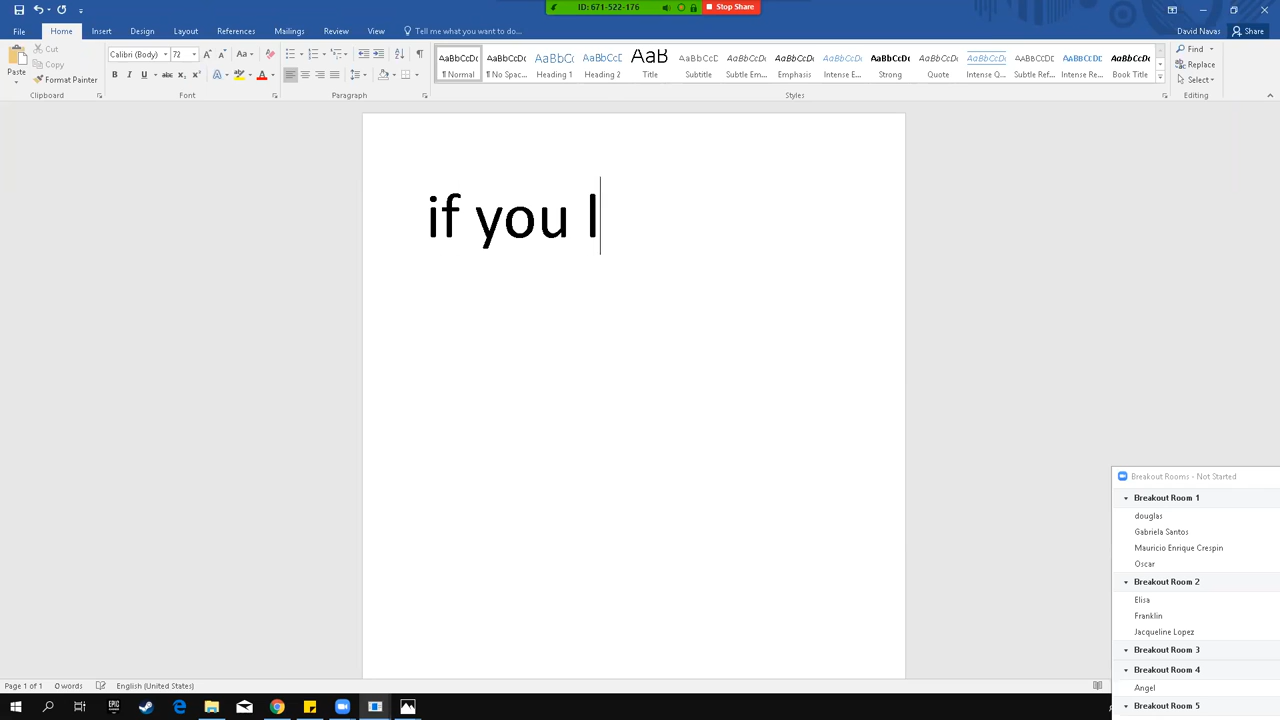 ID: 671-522-176
Stop Share
File
Home
Insert
Design
Layout
References
Mailings
Review
View
Tell me what you want to do...
David Navas
Share
Paste
Cut
Copy
Format Painter
Clipboard
Calibri (Body)
72
Font
Paragraph
AaBbCcDc
¶ Normal
AaBbCcDc
¶ No Spac...
AaBbCc
Heading 1
AaBbCcD
Heading 2
AaB
Title
AaBbCcD
Subtitle
AaBbCcDc
Subtle Em...
AaBbCcDc
Emphasis
AaBbCcDc
Intense E...
AaBbCcDc
Strong
AaBbCcDc
Quote
AaBbCcDc
Intense Q...
AaBbCcDc
Subtle Ref...
AaBbCcDc
Intense Re...
AaBbCcDc
Book Title
Styles
Find
Replace
Select
Editing
if you l
Breakout Rooms - Not Started
Breakout Room 1
douglas
Gabriela Santos
Mauricio Enrique Crespin
Oscar
Breakout Room 2
Elisa
Franklin
Jacqueline Lopez
Breakout Room 3
Breakout Room 4
Angel
Breakout Room 5
Page 1 of 1
0 words
English (United States)